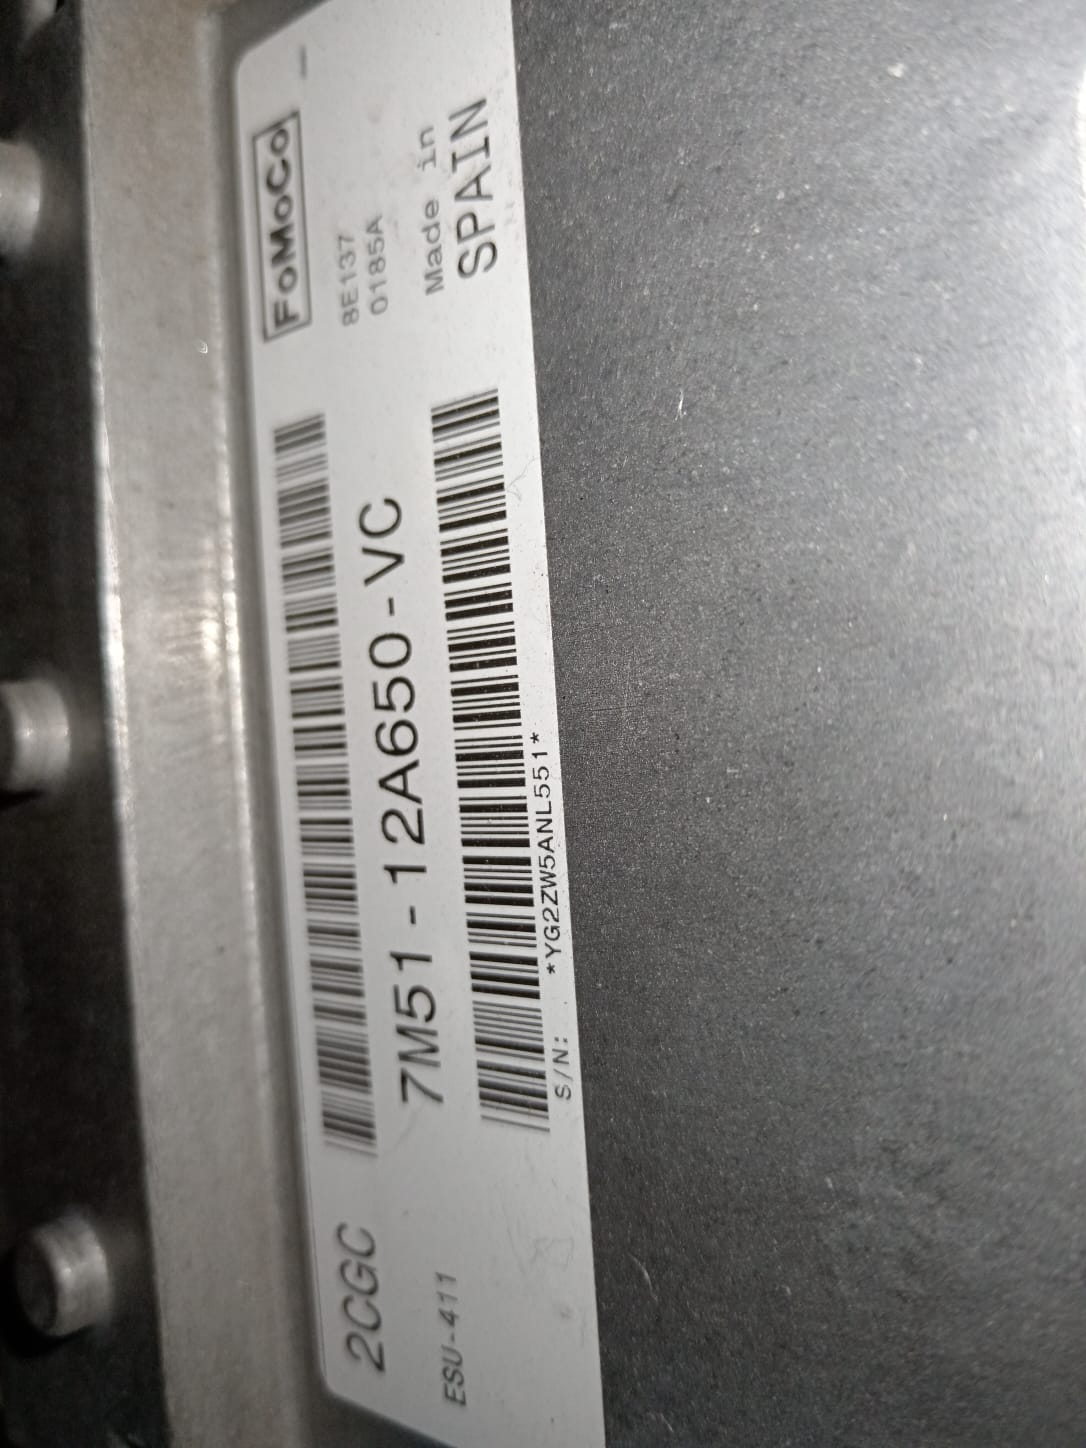 2CGC
FoMoCo
7M51-12A650-VC
8E137
0185A
ESU-411
Made in
SPAIN
S/N: *YG2ZW5ANL551*